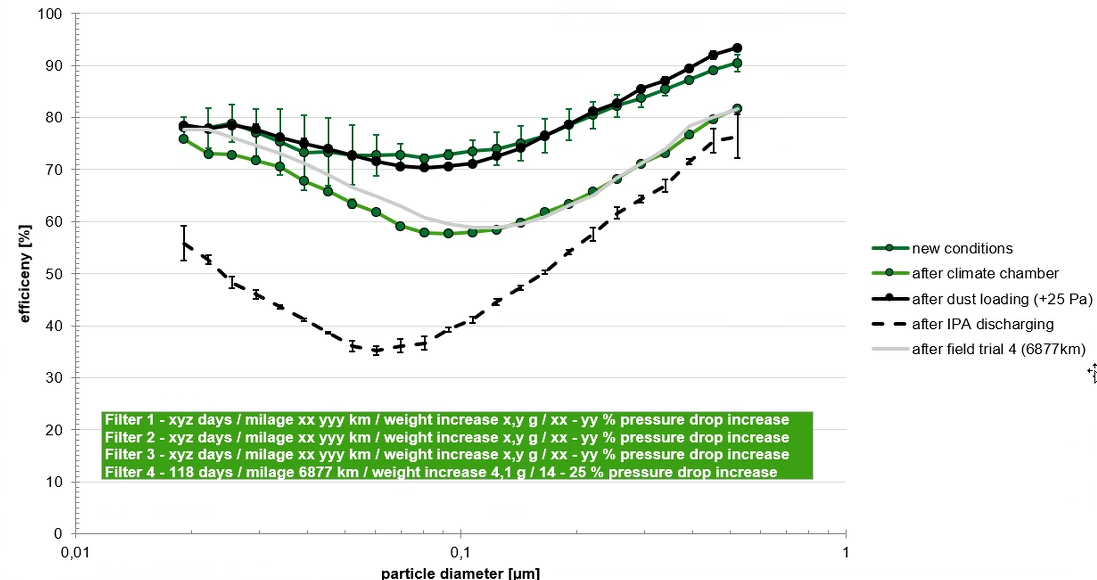 100
90
80
70
60
50
40
30
20
10
0
efficiceny [%]
0,01
0,1
1
particle diameter [µm]
new conditions
after climate chamber
after dust loading (+25 Pa)
after IPA discharging
after field trial 4 (6877km)
Filter 1 - xyz days / milage xx yyy km / weight increase x,y g / xx - yy % pressure drop increase
Filter 2 - xyz days / milage xx yyy km / weight increase x,y g / xx - yy % pressure drop increase
Filter 3 - xyz days / milage xx yyy km / weight increase x,y g / xx - yy % pressure drop increase
Filter 4 - 118 days / milage 6877 km / weight increase 4,1 g / 14 - 25 % pressure drop increase